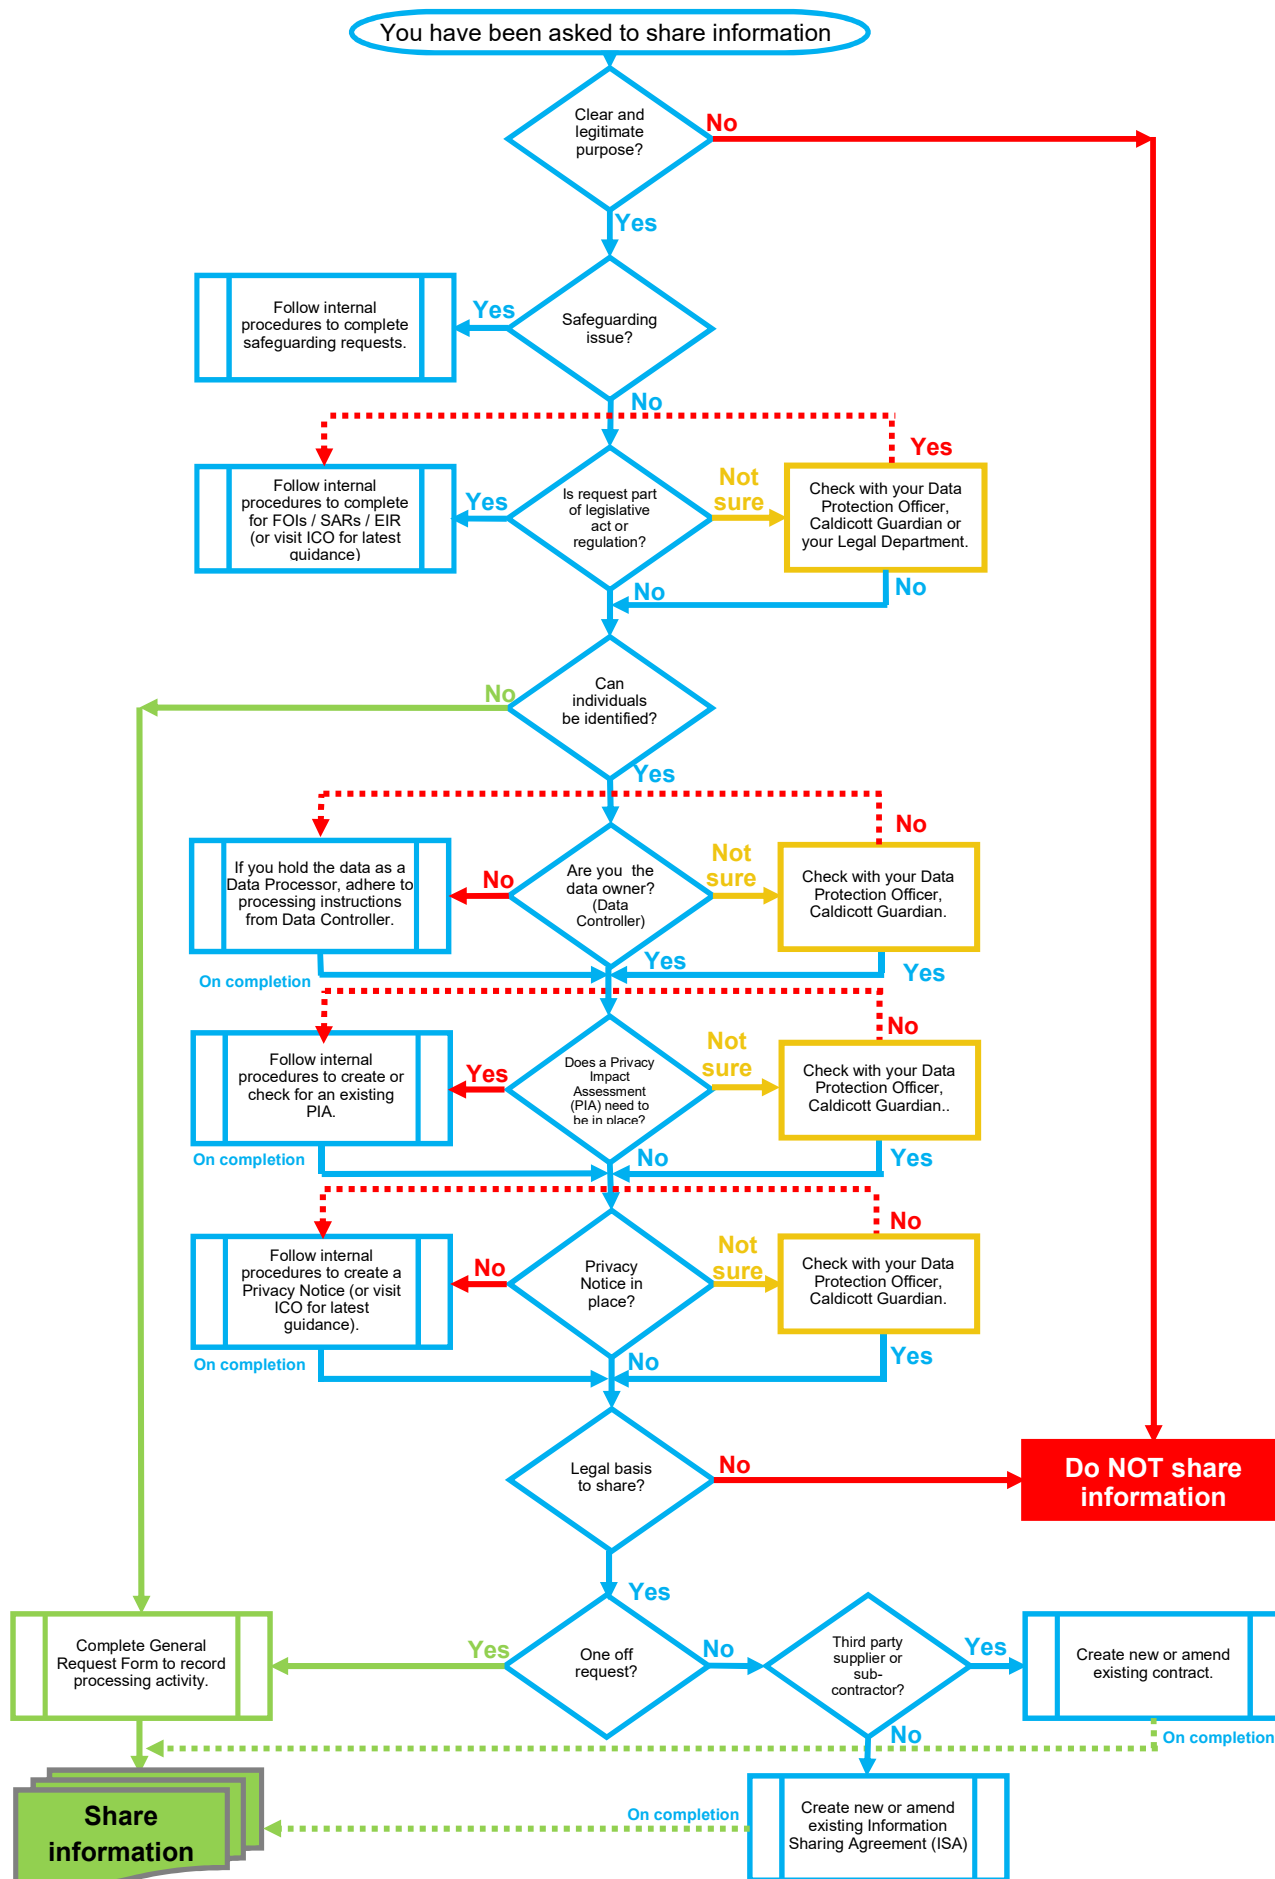 You have been asked to share information
Clear and
legitimate
purpose?
No
Yes
Follow internal
procedures to complete
safeguarding requests.
Yes
Safeguarding
issue?
No
Yes
Follow internal
procedures to complete
for FOIs / SARs / EIR
(or visit ICO for latest
guidance)
Yes
Is request part
of legislative
act or
regulation?
Not
sure
Check with your Data
Protection Officer,
Caldicott Guardian or
your Legal Department.
No
No
No
Can
individuals
be identified?
Yes
No
If you hold the data as a
Data Processor, adhere to
processing instructions
from Data Controller.
No
Are you  the
data owner?
(Data
Controller)
Not
sure
Check with your Data
Protection Officer,
Caldicott Guardian.
On completion
Yes
Yes
No
Follow internal
procedures to create or
check for an existing
PIA.
Yes
Does a Privacy
Impact
Assessment
(PIA) need to
be in place?
Not
sure
Check with your Data
Protection Officer,
Caldicott Guardian..
On completion
No
Yes
No
Follow internal
procedures to create a
Privacy Notice (or visit
ICO for latest
guidance).
No
Privacy
Notice in
place?
Not
sure
Check with your Data
Protection Officer,
Caldicott Guardian.
On completion
No
Yes
Legal basis
to share?
No
Do NOT share
information
Yes
Complete General
Request Form to record
processing activity.
Yes
One off
request?
No
Third party
supplier or
sub-
contractor?
Yes
Create new or amend
existing contract.
No
On completion
Share
information
On completion
Create new or amend
existing Information
Sharing Agreement (ISA)